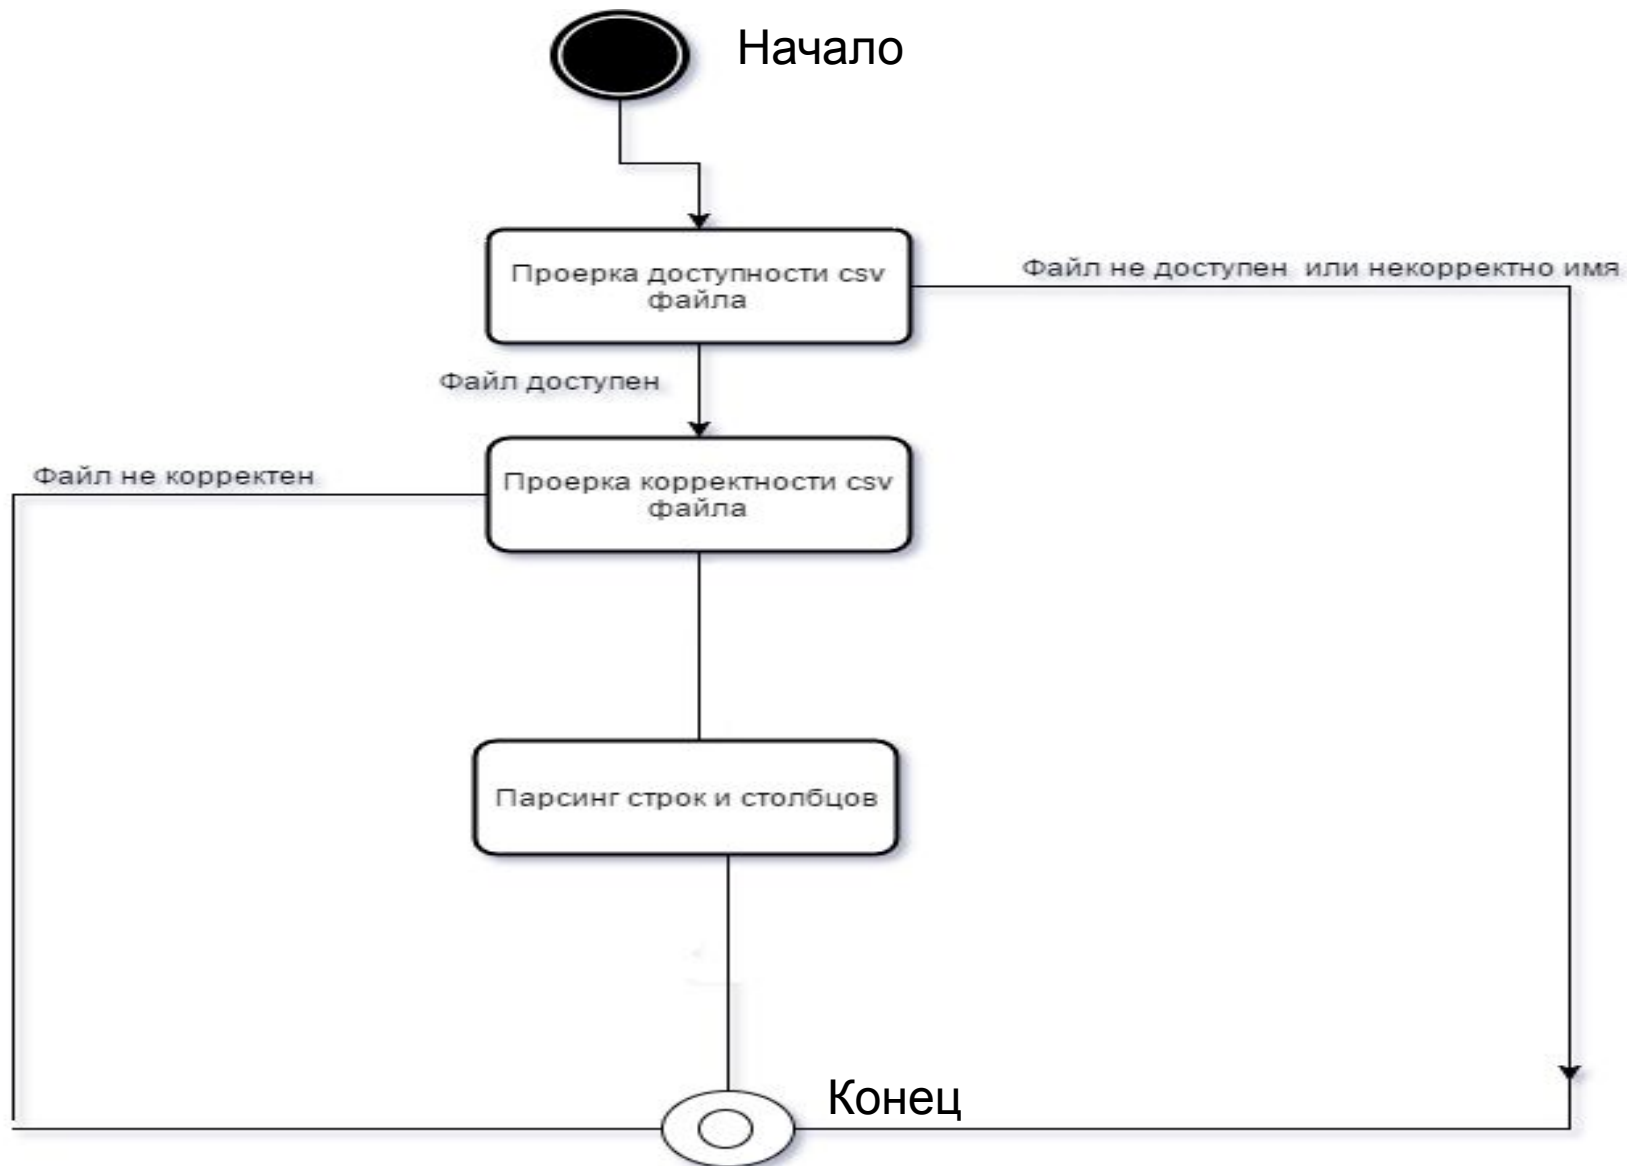 Начало
Проерка доступности csv
файла
Файл не доступен или некорректно имя
Файл доступен
Файл не корректен
Проерка корректности csv
файла
Парсинг строк и столбцов
Конец